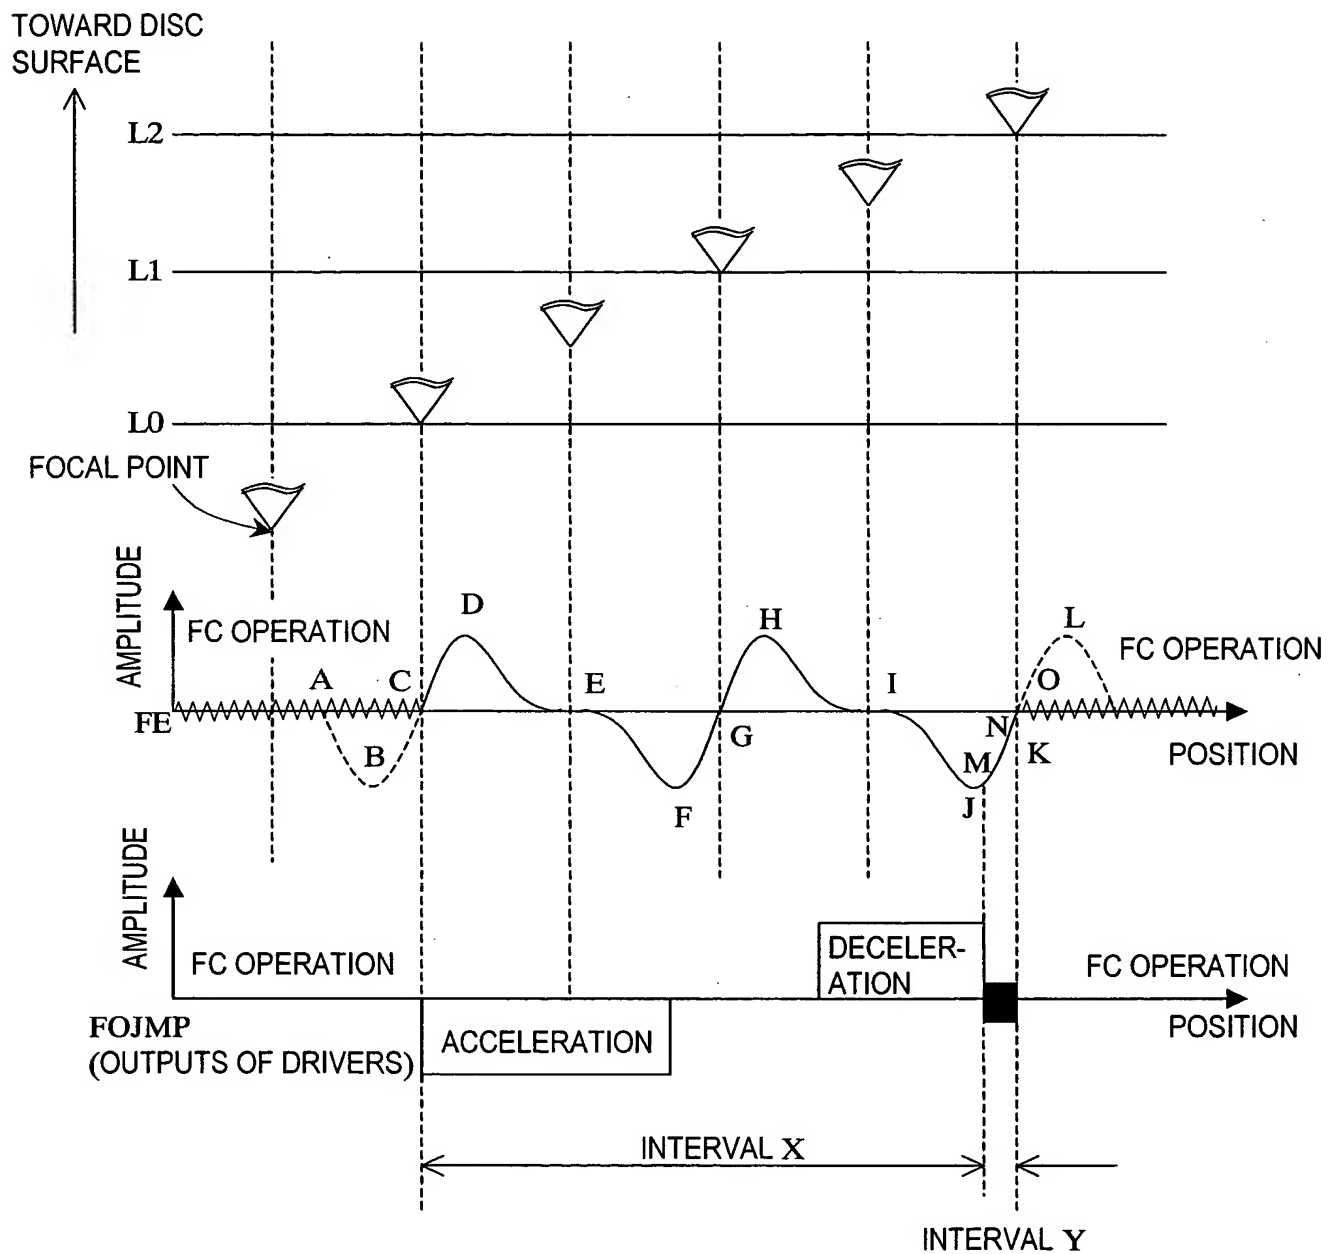 TOWARD DISC
SURFACE
L2
L1
L0
FOCAL POINT
AMPLITUDE
FC OPERATION
D
H
L
FC OPERATION
A
C
E
I
O
FE
B
G
N
M
K
POSITION
F
J
AMPLITUDE
FC OPERATION
DECELER-
ATION
FC OPERATION
FOJMP
(OUTPUTS OF DRIVERS)
ACCELERATION
POSITION
INTERVAL X
INTERVAL Y